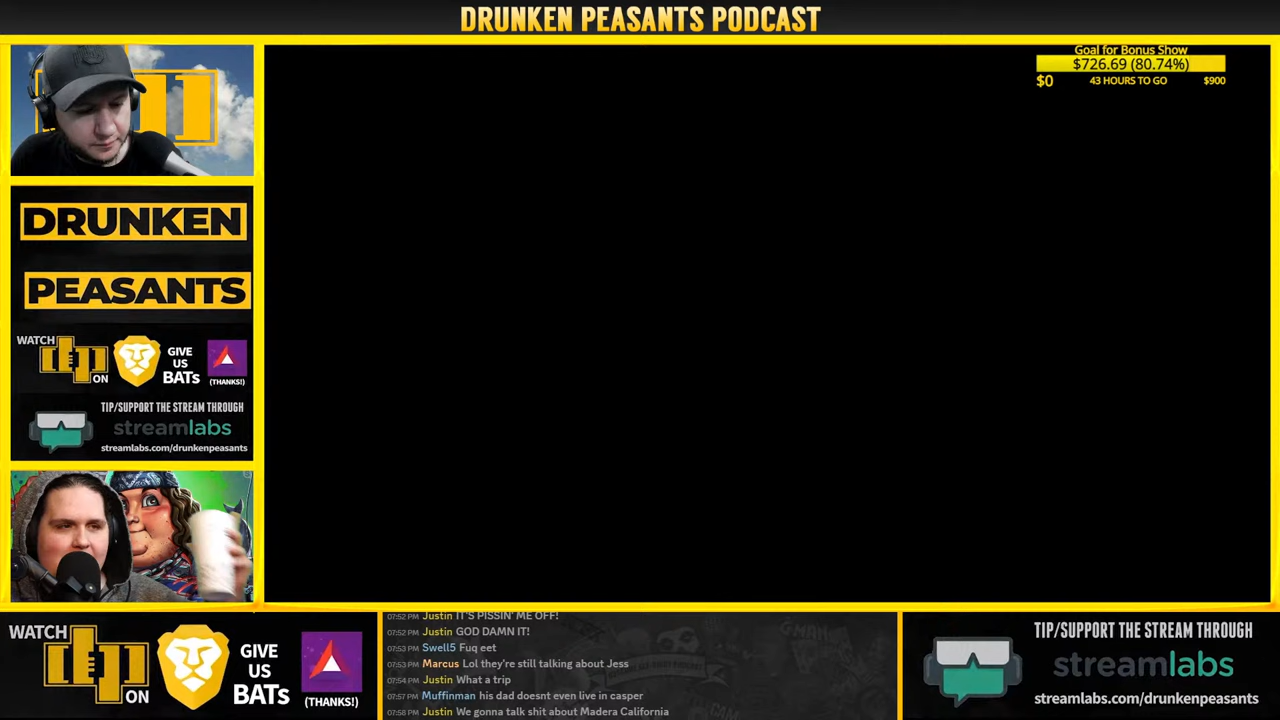 DRUNKEN PEASANTS PODCAST
Goal for Bonus Show
$726.69 (80.74%)
$0 43 HOURS TO GO $900
DRUNKEN
PEASANTS
WATCH
ON
GIVE
US
BATs
(THANKS!)
TIP/SUPPORT THE STREAM THROUGH
streamlabs
streamlabs.com/drunkenpeasants
WATCH
ON
GIVE
US
BATs
(THANKS!)
07:52 PM Justin IT'S PISSIN' ME OFF!
07:52 PM Justin GOD DAMN IT!
07:53 PM Swell5 Fuq eet
07:53 PM Marcus Lol they're still talking about Jess
07:54 PM Justin What a trip
07:57 PM Muffinman his dad doesnt even live in casper
07:58 PM Justin We gonna talk shit about Madera California
TIP/SUPPORT THE STREAM THROUGH
streamlabs
streamlabs.com/drunkenpeasants